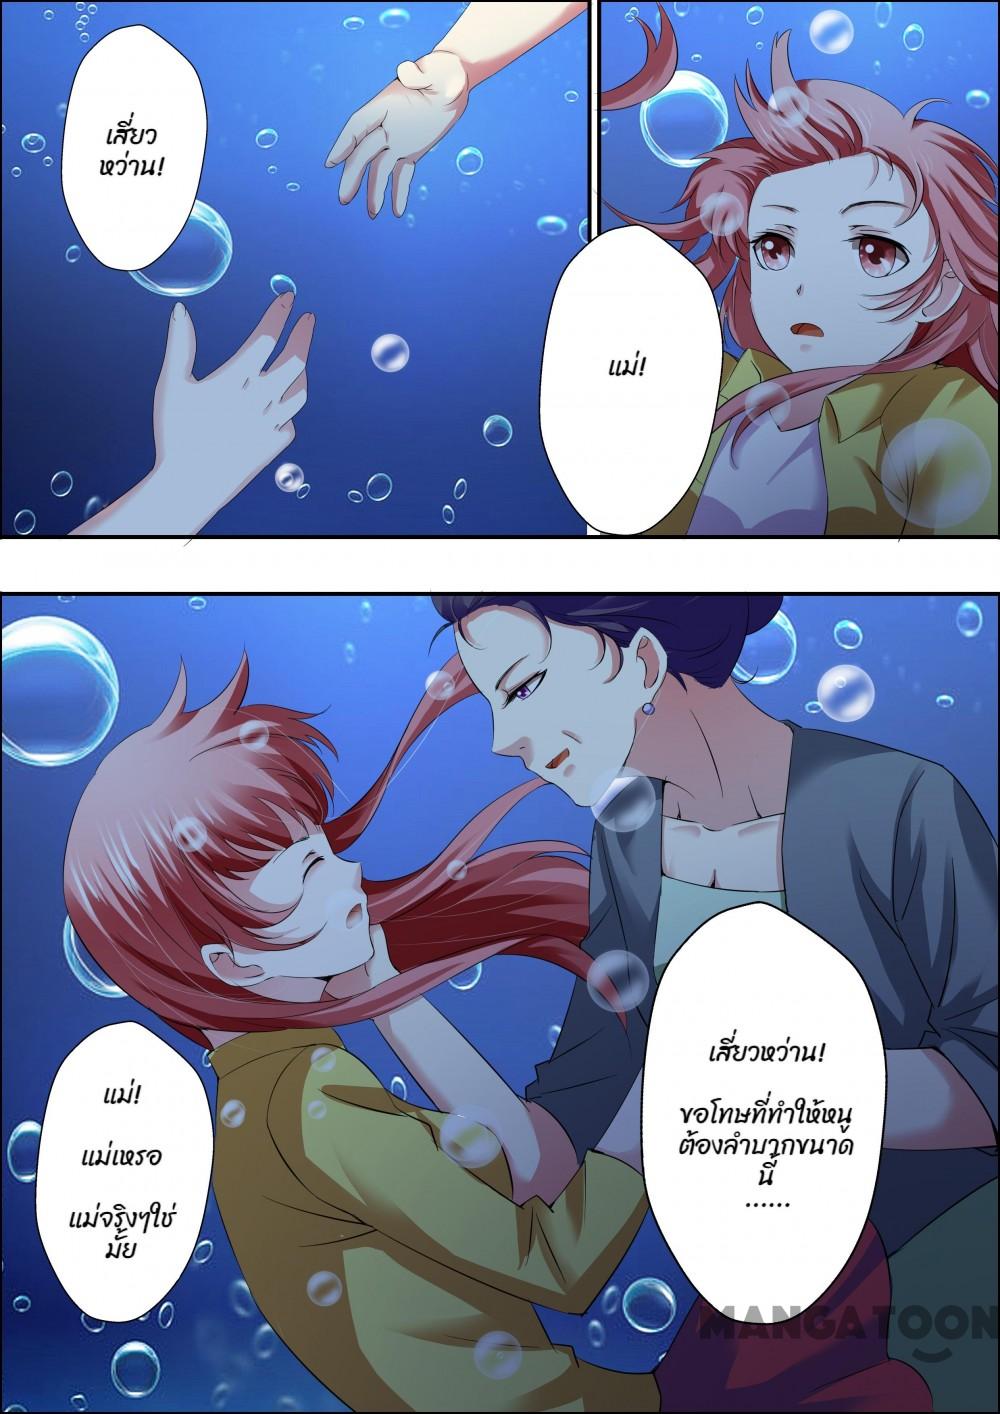 เสี่ยว
หว่าน!
แม่!
เสี่ยวหว่าน!
ขอโทษที่ทำให้หนู
ต้องลำบากขนาด
นี้
......
แม่!
แม่เหรอ
แม่จริงๆใช่
มั้ย
MANGATOON